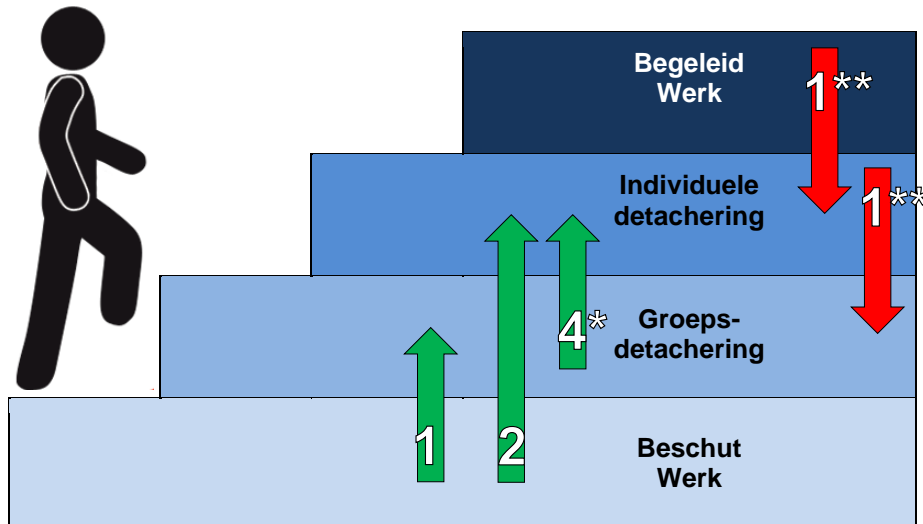 Begeleid
Werk
1**
Individuele
detachering
1**
4*
Groeps-
detachering
1
2
Beschut
Werk